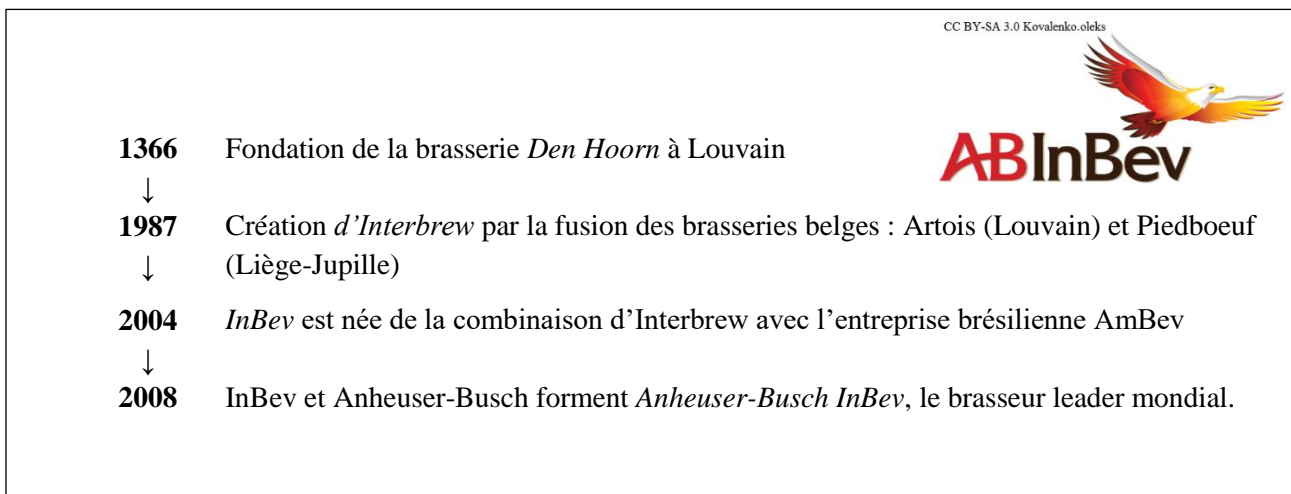 CC BY-SA 3.0 Kovalenko.oleks
ABInBev
1366 Fondation de la brasserie Den Hoorn à Louvain
↓
1987 Création d’Interbrew par la fusion des brasseries belges : Artois (Louvain) et Piedboeuf
↓ (Liège-Jupille)
2004 InBev est née de la combinaison d’Interbrew avec l’entreprise brésilienne AmBev
↓
2008 InBev et Anheuser-Busch forment Anheuser-Busch InBev, le brasseur leader mondial.